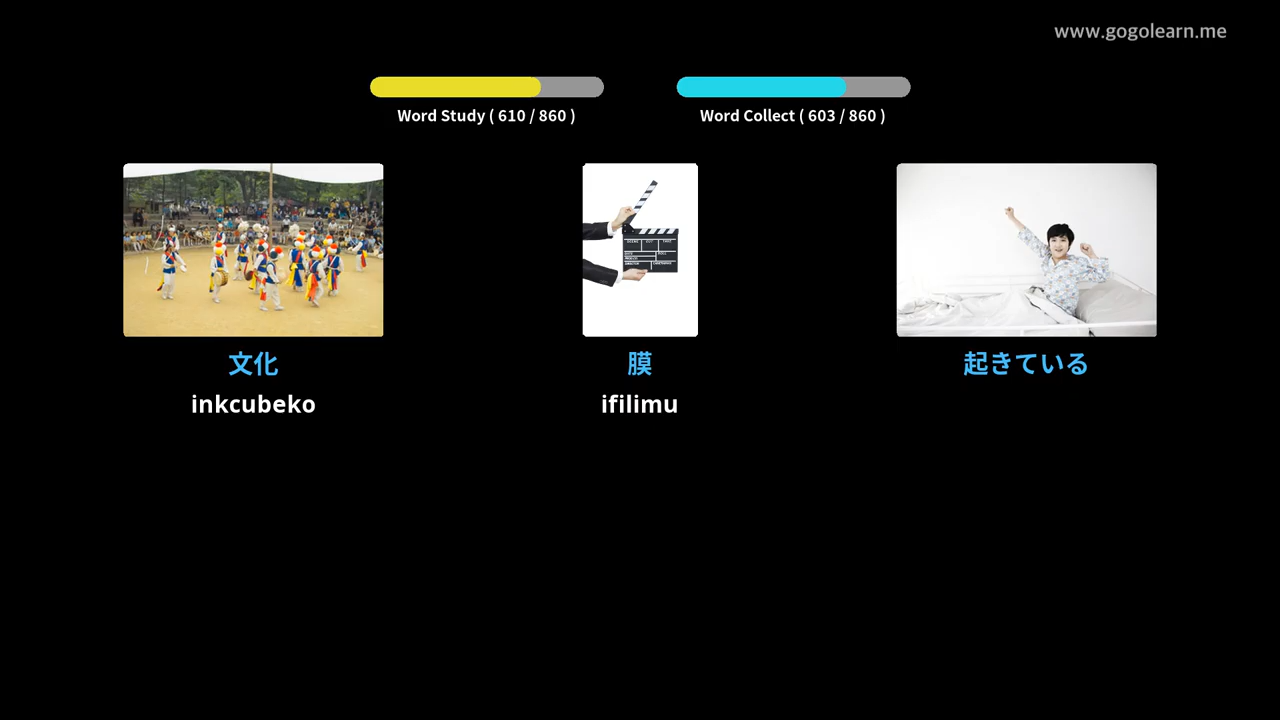 www.gogolearn.me
Word Study ( 610 / 860 )
Word Collect ( 603 / 860 )
文化
inkcubeko
膜
ifilimu
起きている